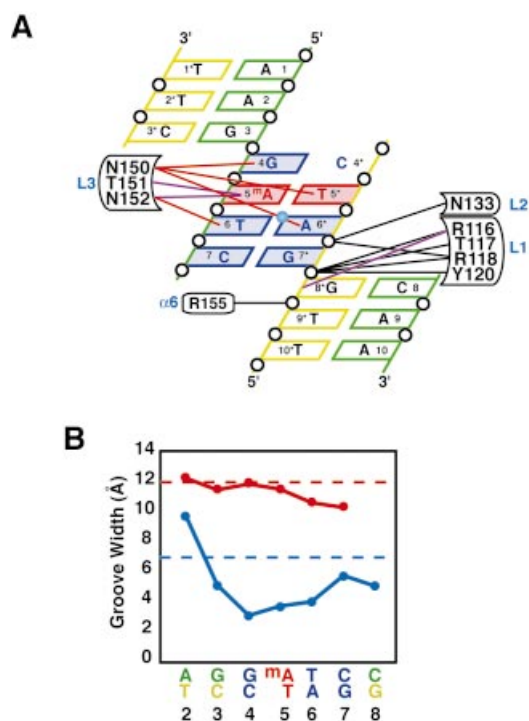 A
3' 5'
1*T A 1
2*T A 2
3*C G 3
4G C 4*
L3 N150
T151
N152
5 mA T 5*
6 T A 6*
7 C G 7*
N133 L2
R116
T117
R118
Y120
L1
α6 R155
8*G C 8
9*T A 9
10*T A 10
5' 3'
B
Groove Width (Å)
14
12
10
8
6
4
2
0
A G G mA T C C
T C C T A G G
2 3 4 5 6 7 8